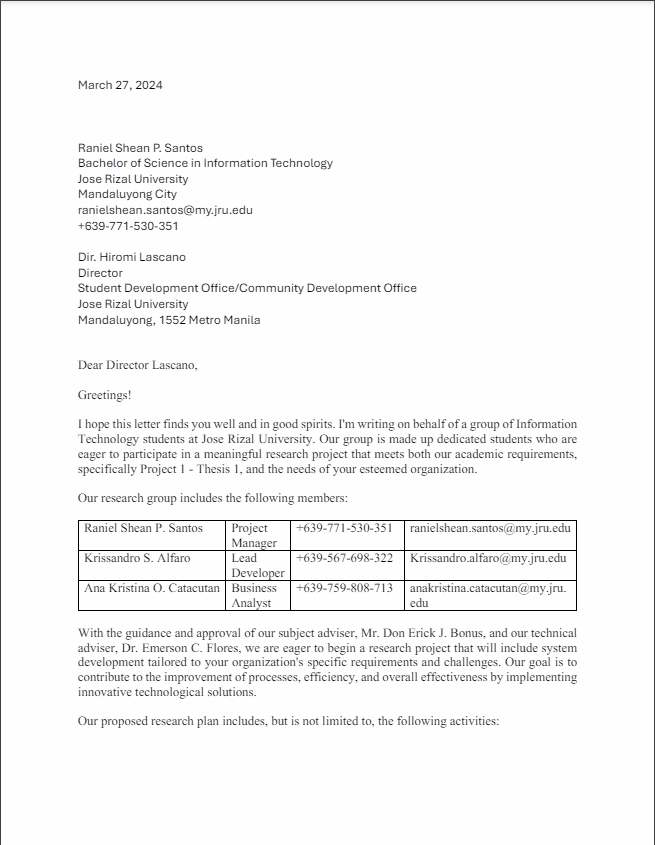 March 27, 2024
Raniel Shean P. Santos
Bachelor of Science in Information Technology
Jose Rizal University
Mandaluyong City
ranielshean.santos@my.jru.edu
+639-771-530-351
Dir. Hiromi Lascano
Director
Student Development Office/Community Development Office
Jose Rizal University
Mandaluyong, 1552 Metro Manila
Dear Director Lascano,
Greetings!
I hope this letter finds you well and in good spirits. I'm writing on behalf of a group of Information
Technology students at Jose Rizal University. Our group is made up dedicated students who are
eager to participate in a meaningful research project that meets both our academic requirements,
specifically Project 1 - Thesis 1, and the needs of your esteemed organization.
Our research group includes the following members:
Raniel Shean P. Santos Project Manager +639-771-530-351 ranielshean.santos@my.jru.edu
Krissandro S. Alfaro Lead Developer +639-567-698-322 Krissandro.alfaro@my.jru.edu
Ana Kristina O. Catacutan Business Analyst +639-759-808-713 anakristina.catacutan@my.jru.edu
With the guidance and approval of our subject adviser, Mr. Don Erick J. Bonus, and our technical
adviser, Dr. Emerson C. Flores, we are eager to begin a research project that will include system
development tailored to your organization's specific requirements and challenges. Our goal is to
contribute to the improvement of processes, efficiency, and overall effectiveness by implementing
innovative technological solutions.
Our proposed research plan includes, but is not limited to, the following activities: